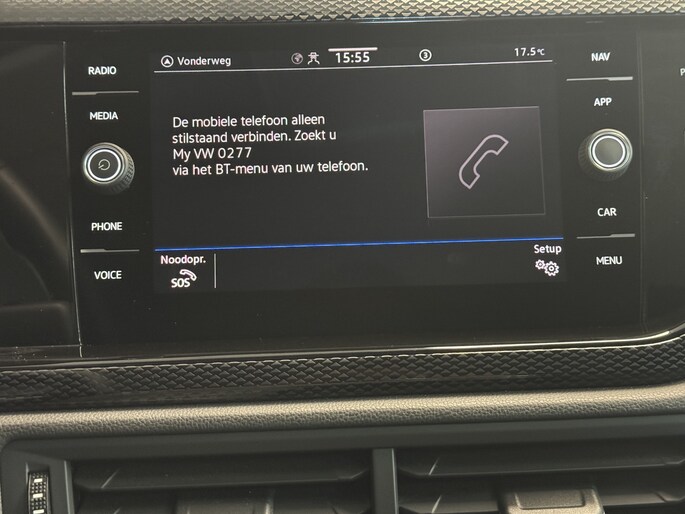 RADIO
MEDIA
PHONE
VOICE
Vonderweg
15:55
3
17.5°C
De mobiele telefoon alleen
stilstaand verbinden. Zoekt u
My VW 0277
via het BT-menu van uw telefoon.
Noodopr.
SOS
Setup
NAV
APP
CAR
MENU
P